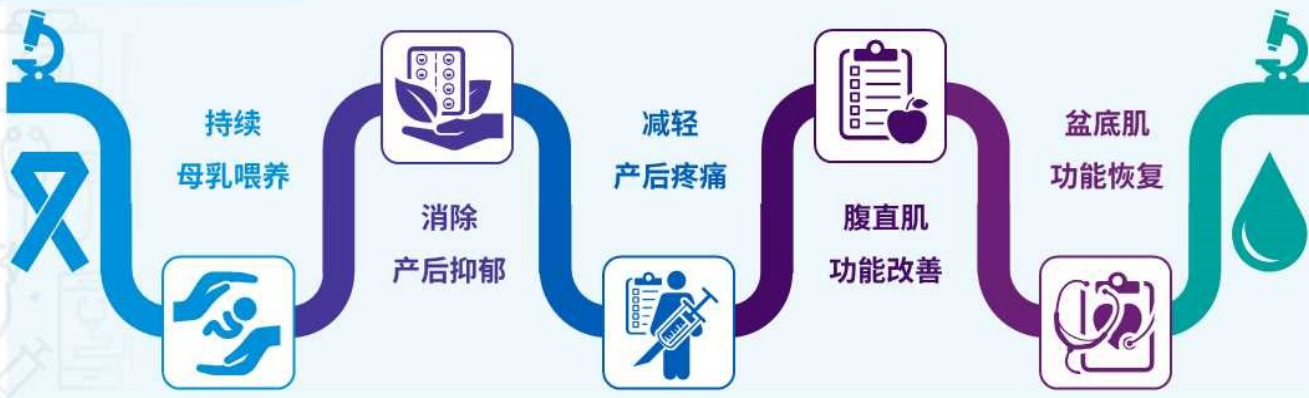 持续
母乳喂养
消除
产后抑郁
减轻
产后疼痛
腹直肌
功能改善
盆底肌
功能恢复